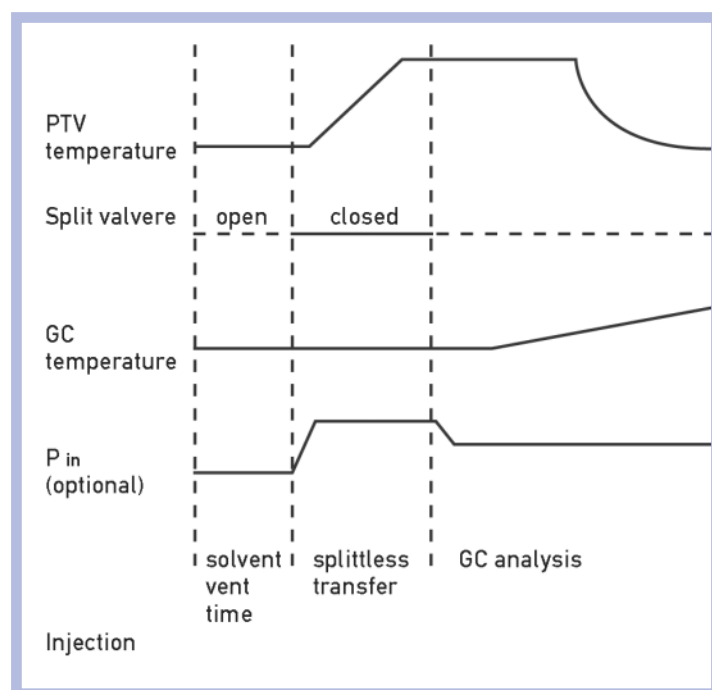 PTV
temperature
Split valvere
open
closed
GC
temperature
P in
(optional)
solvent
vent
time
splittless
transfer
GC analysis
Injection